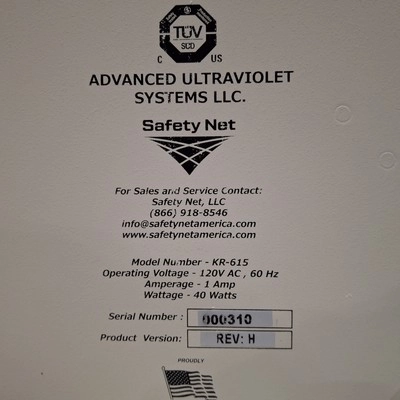 TÜV
SÜD
C US
ADVANCED ULTRAVIOLET
SYSTEMS LLC.
Safety Net
For Sales and Service Contact:
Safety Net, LLC
(866) 918-8546
info@safetynetamerica.com
www.safetynetamerica.com
Model Number - KR-615
Operating Voltage - 120V AC , 60 Hz
Amperage - 1 Amp
Wattage - 40 Watts
Serial Number : 000310
Product Version: REV: H
PROUDLY